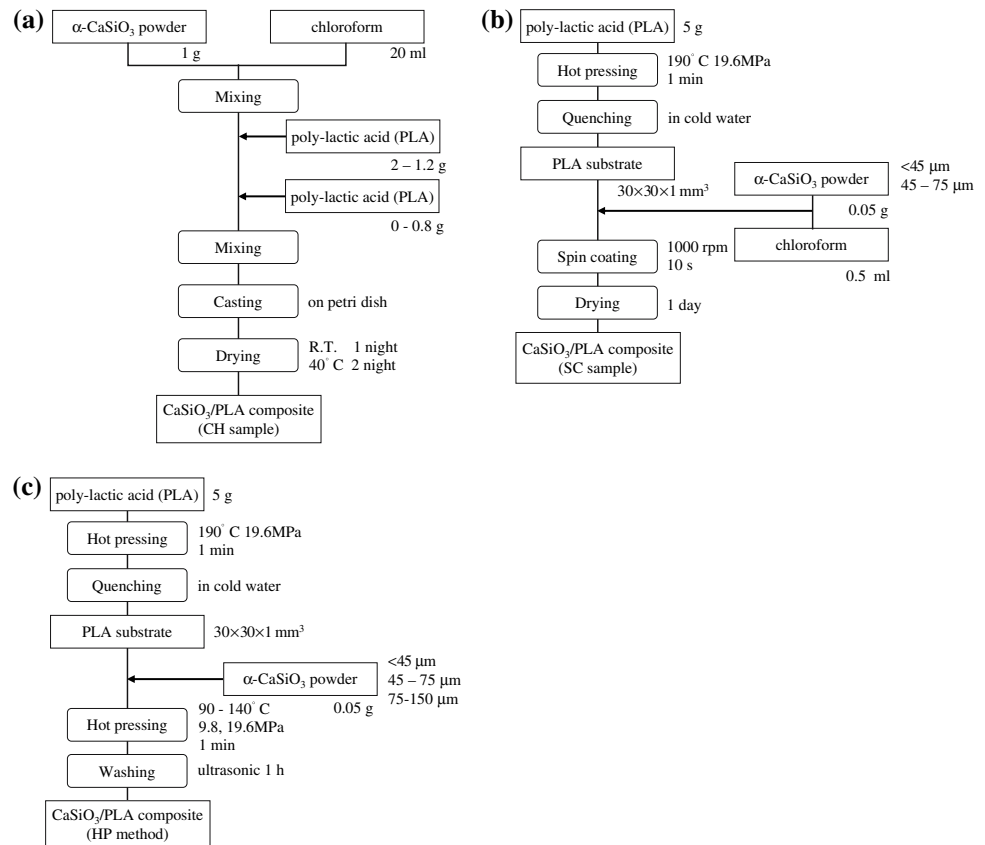 (a)
α-CaSiO₃ powder
1 g
chloroform
20 ml
Mixing
poly-lactic acid (PLA)
2 – 1.2 g
poly-lactic acid (PLA)
0 - 0.8 g
Mixing
Casting
on petri dish
Drying
R.T. 1 night
40°C 2 night
CaSiO₃/PLA composite
(CH sample)
(b)
poly-lactic acid (PLA)
5 g
Hot pressing
190°C 19.6MPa
1 min
Quenching
in cold water
PLA substrate
30×30×1 mm³
α-CaSiO₃ powder
<45 μm
45 – 75 μm
0.05 g
chloroform
0.5 ml
Spin coating
1000 rpm
10 s
Drying
1 day
CaSiO₃/PLA composite
(SC sample)
(c)
poly-lactic acid (PLA)
5 g
Hot pressing
190°C 19.6MPa
1 min
Quenching
in cold water
PLA substrate
30×30×1 mm³
α-CaSiO₃ powder
<45 μm
45 – 75 μm
75-150 μm
0.05 g
Hot pressing
90 - 140°C
9.8, 19.6MPa
1 min
Washing
ultrasonic 1 h
CaSiO₃/PLA composite
(HP method)